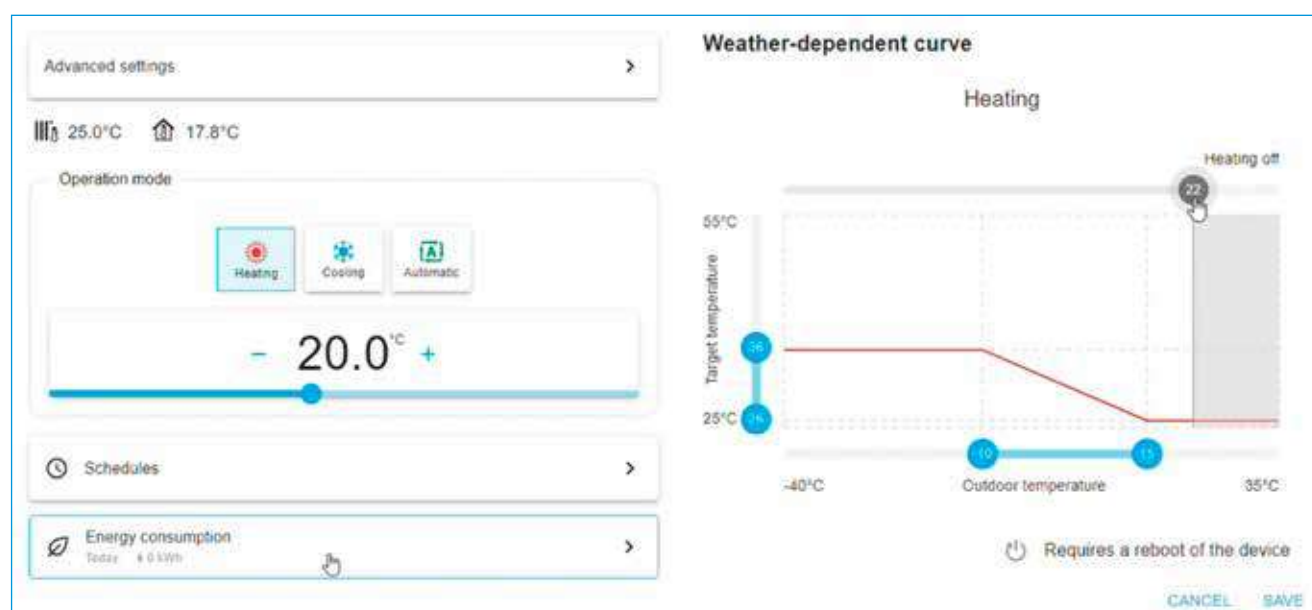 Advanced settings
25.0°C 17.8°C
Operation mode
Heating Cooling Automatic
− 20.0°C +
Schedules
Energy consumption
Today 0 kWh
Weather-dependent curve
Heating
Heating off
22
55°C
Target temperature
36
26
25°C
-10 15
-40°C Outdoor temperature 35°C
Requires a reboot of the device
CANCEL SAVE